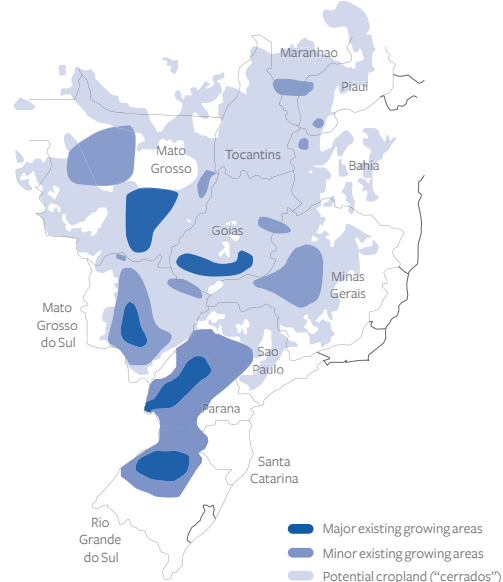 Maranhao
Piaui
Mato
Grosso
Tocantins
Bahia
Goias
Minas
Gerais
Mato
Grosso
do Sul
Sao
Paulo
Parana
Santa
Catarina
Rio
Grande
do Sul
Major existing growing areas
Minor existing growing areas
Potential cropland (“cerrados”)